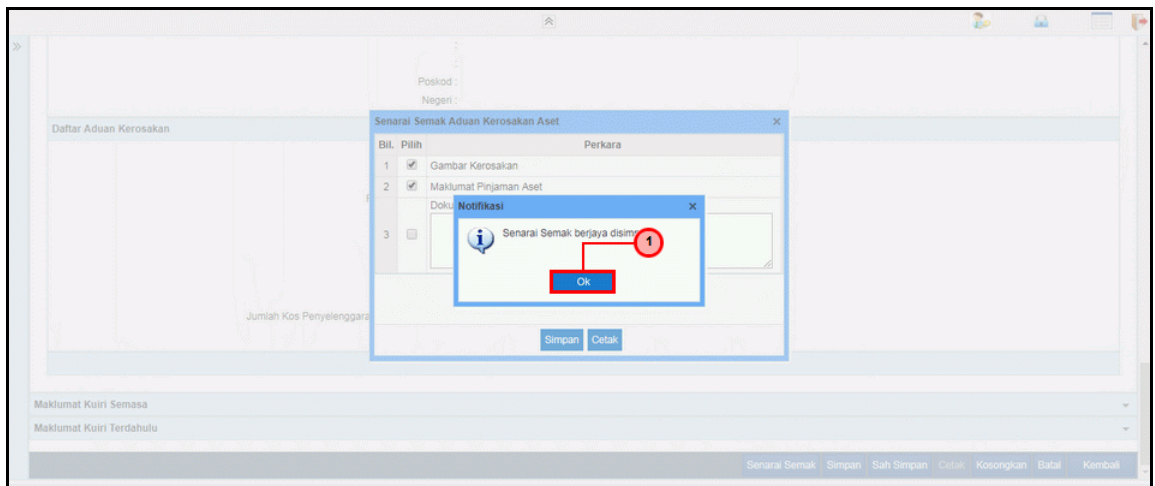 Poskod :
Negeri :
Daftar Aduan Kerosakan
Senarai Semak Aduan Kerosakan Aset
Bil. Pilih Perkara
1 Gambar Kerosakan
2 Maklumat Pinjaman Aset
Doku
Notifikasi
3
Senarai Semak berjaya disim
1
Ok
Jumlah Kos Penyelenggara
Simpan Cetak
Maklumat Kuiri Semasa
Maklumat Kuiri Terdahulu
Senarai Semak Simpan Sah Simpan Cetak Kosongkan Batal Kembali